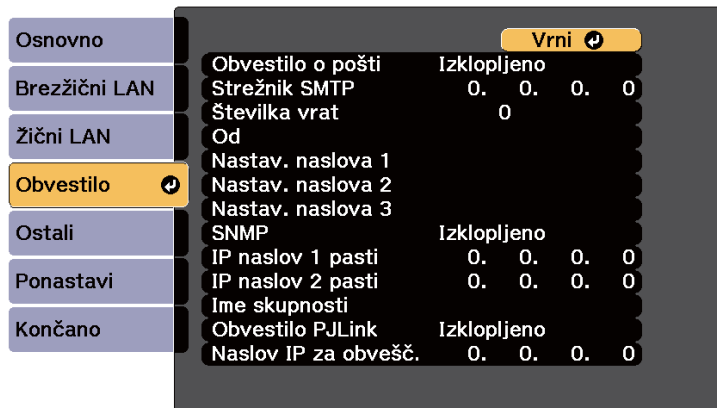 Osnovno
Brezžični LAN
Žični LAN
Obvestilo
Ostali
Ponastavi
Končano
Vrni
Obvestilo o pošti Izklopljeno
Strežnik SMTP 0. 0. 0. 0
Številka vrat 0
Od
Nastav. naslova 1
Nastav. naslova 2
Nastav. naslova 3
SNMP Izklopljeno
IP naslov 1 pasti 0. 0. 0. 0
IP naslov 2 pasti 0. 0. 0. 0
Ime skupnosti
Obvestilo PJLink Izklopljeno
Naslov IP za obvešč. 0. 0. 0. 0